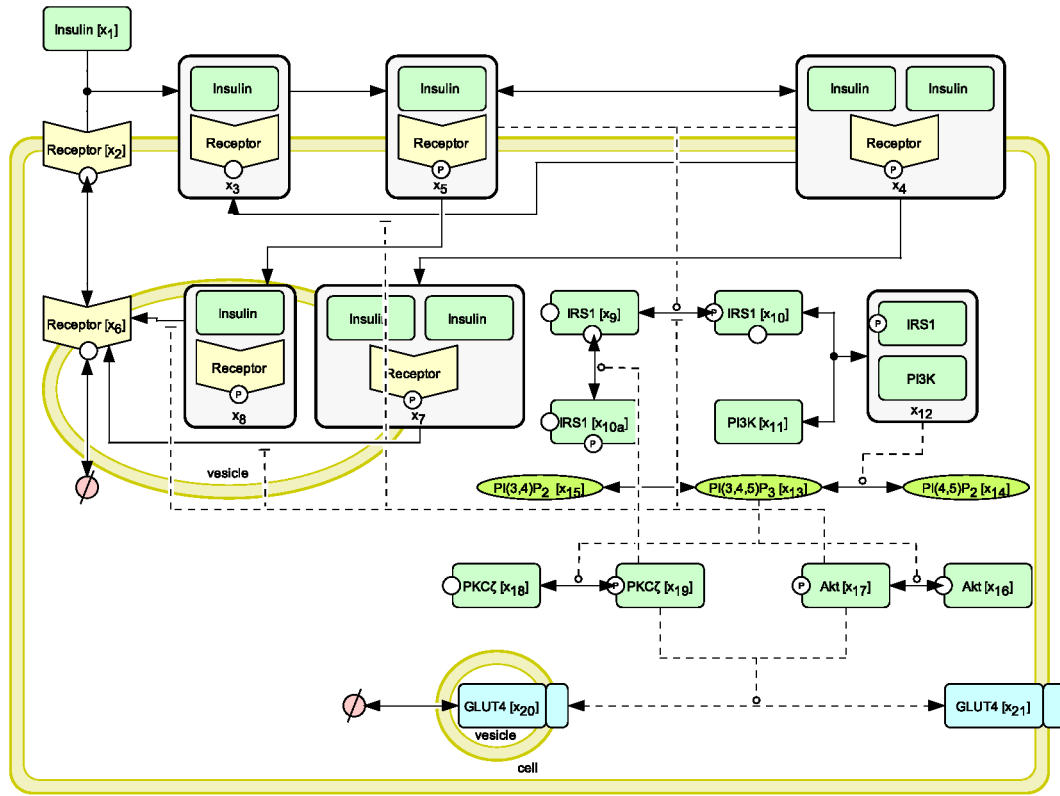 Insulin [x1]
Insulin
Insulin
Insulin
Insulin
Receptor [x2]
Receptor
Receptor
Receptor
P
P
x3
x5
x4
Receptor [x6]
Insulin
Insulin
Insulin
Receptor
Receptor
P
P
x8
x7
vesicle
IRS1 [x9]
P
IRS1 [x10]
P
IRS1
PI3K
x12
IRS1 [x10a]
P
PI3K [x11]
PI(3,4)P2 [x15]
PI(3,4,5)P3 [x13]
PI(4,5)P2 [x14]
PKCζ [x18]
P
PKCζ [x19]
P
Akt [x17]
Akt [x16]
GLUT4 [x20]
GLUT4 [x21]
vesicle
cell